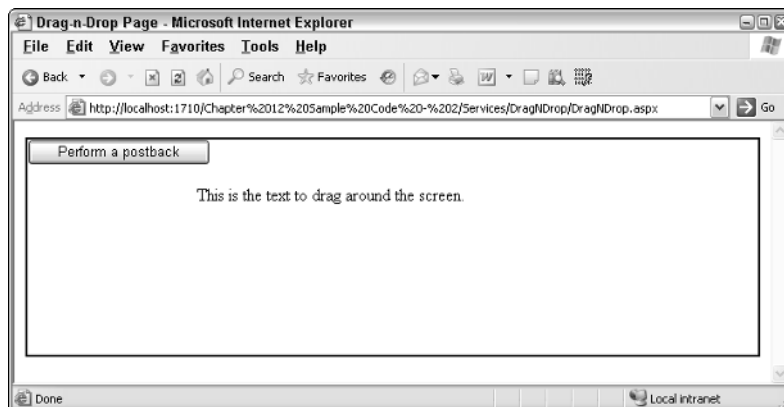 Drag-n-Drop Page - Microsoft Internet Explorer
File Edit View Favorites Tools Help
Back Search Favorites
Address http://localhost:1710/Chapter%2012%20Sample%20Code%20-%202/Services/DragNDrop/DragNDrop.aspx Go
Perform a postback
This is the text to drag around the screen.
Done Local intranet